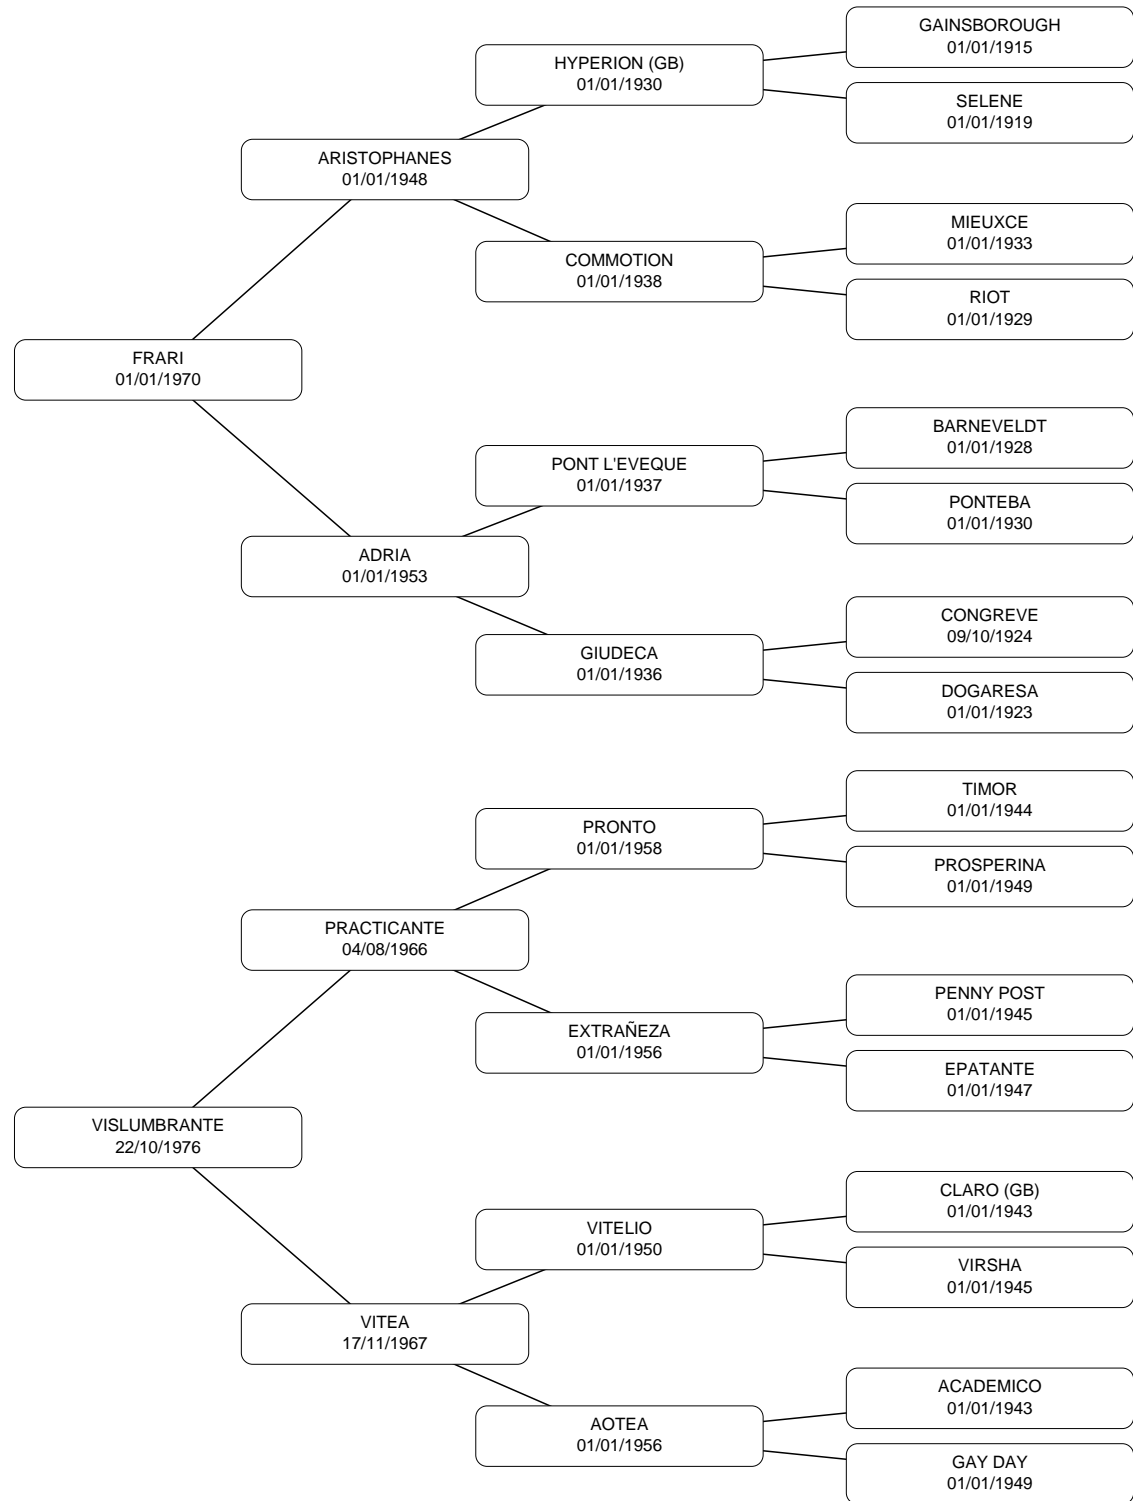 GAINSBOROUGH
01/01/1915
HYPERION (GB)
01/01/1930
SELENE
01/01/1919
ARISTOPHANES
01/01/1948
MIEUXCE
01/01/1933
COMMOTION
01/01/1938
RIOT
01/01/1929
FRARI
01/01/1970
BARNEVELDT
01/01/1928
PONT L'EVEQUE
01/01/1937
PONTEBA
01/01/1930
ADRIA
01/01/1953
CONGREVE
09/10/1924
GIUDECA
01/01/1936
DOGARESA
01/01/1923
TIMOR
01/01/1944
PRONTO
01/01/1958
PROSPERINA
01/01/1949
PRACTICANTE
04/08/1966
PENNY POST
01/01/1945
EXTRAÑEZA
01/01/1956
EPATANTE
01/01/1947
VISLUMBRANTE
22/10/1976
CLARO (GB)
01/01/1943
VITELIO
01/01/1950
VIRSHA
01/01/1945
VITEA
17/11/1967
ACADEMICO
01/01/1943
AOTEA
01/01/1956
GAY DAY
01/01/1949